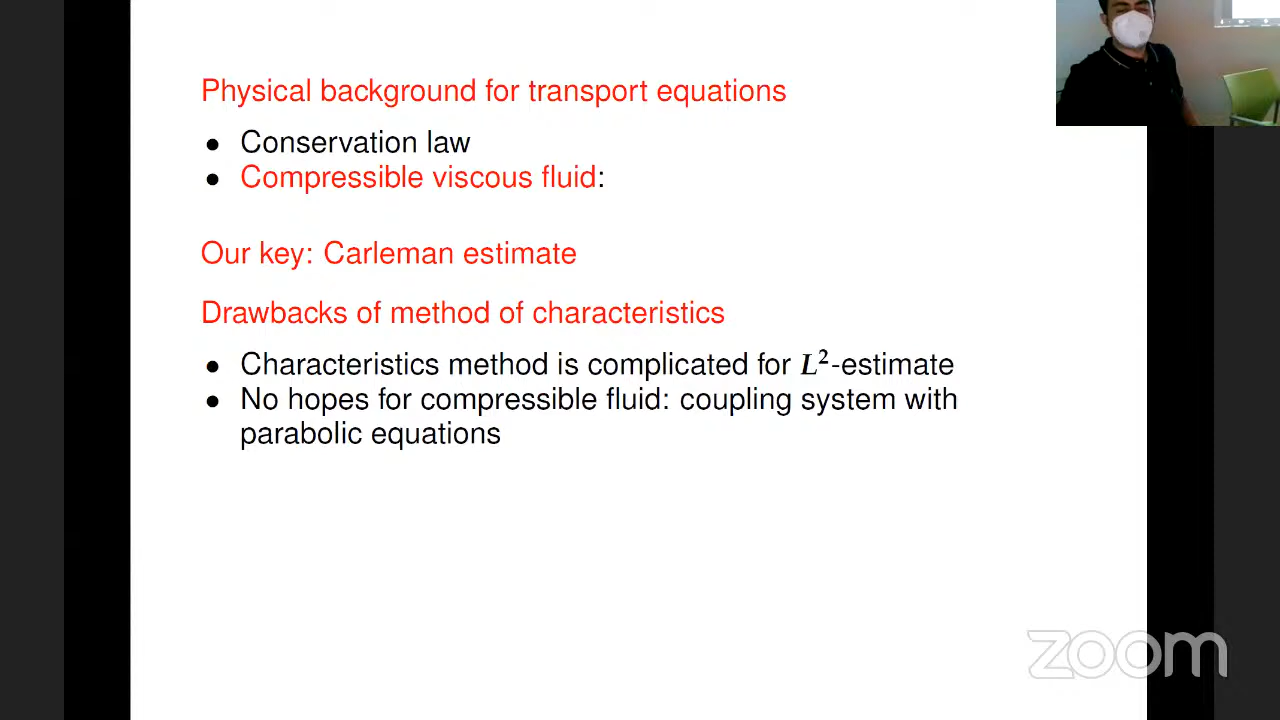 Physical background for transport equations
• Conservation law
• Compressible viscous fluid:
Our key: Carleman estimate
Drawbacks of method of characteristics
• Characteristics method is complicated for L²-estimate
• No hopes for compressible fluid: coupling system with
parabolic equations
zoom